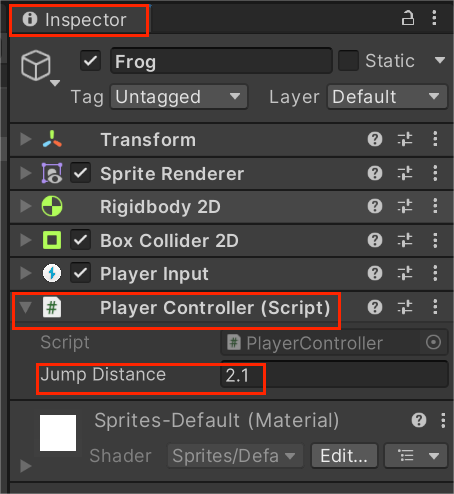 Inspector
Frog Static
Tag Untagged Layer Default
Transform
Sprite Renderer
Rigidbody 2D
Box Collider 2D
Player Input
# Player Controller (Script)
Script # PlayerController
Jump Distance 2.1
Sprites-Default (Material)
Shader Sprites/Defa Edit...